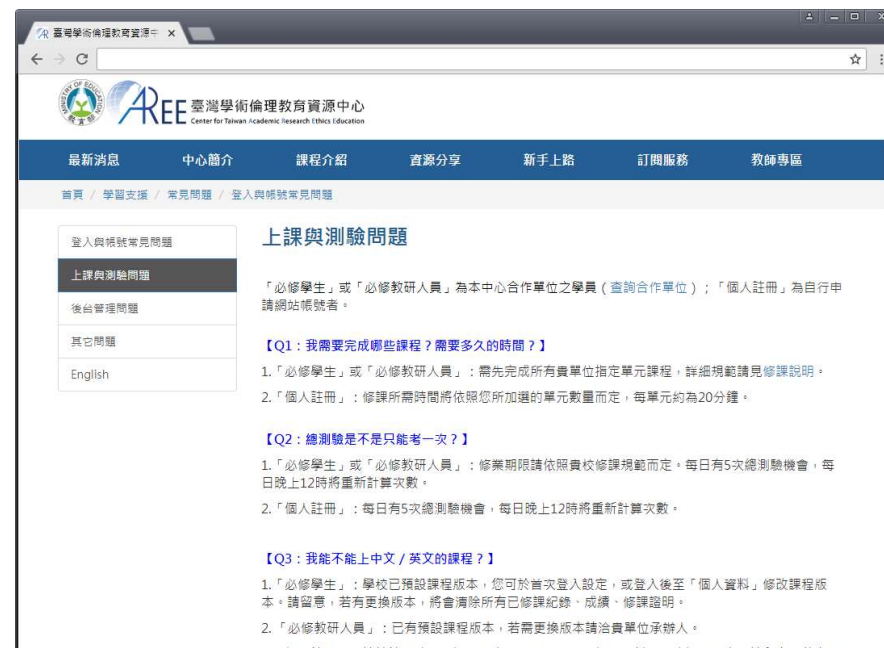 臺灣學術倫理教育資源中
AREE 臺灣學術倫理教育資源中心
Center for Taiwan Academic Research Ethics Education
最新消息 中心簡介 課程介紹 資源分享 新手上路 訂閱服務 教師專區
首頁 / 學習支援 / 常見問題 / 登入與帳號常見問題
登入與帳號常見問題
上課與測驗問題
後台管理問題
其它問題
English
上課與測驗問題
「必修學生」或「必修教研人員」為本中心合作單位之學員(查詢合作單位);「個人註冊」為自行申
請網站帳號者。
【Q1:我需要完成哪些課程?需要多久的時間?】
1.「必修學生」或「必修教研人員」:需先完成所有貴單位指定單元課程,詳細規範請見修課說明。
2.「個人註冊」:修課所需時間將依照您所加選的單元數量而定,每單元約為20分鐘。
【Q2:總測驗是不是只能考一次?】
1.「必修學生」或「必修教研人員」:修業期限請依照貴校修課規範而定。每日有5次總測驗機會,每
日晚上12時將重新計算次數。
2.「個人註冊」:每日有5次總測驗機會,每日晚上12時將重新計算次數。
【Q3:我能不能上中文 / 英文的課程?】
1.「必修學生」:學校已預設課程版本,您可於首次登入設定,或登入後至「個人資料」修改課程版
本。請留意,若有更換版本,將會清除所有已修課紀錄、成績、修課證明。
2.「必修教研人員」:已有預設課程版本,若需更換版本請洽貴單位承辦人。